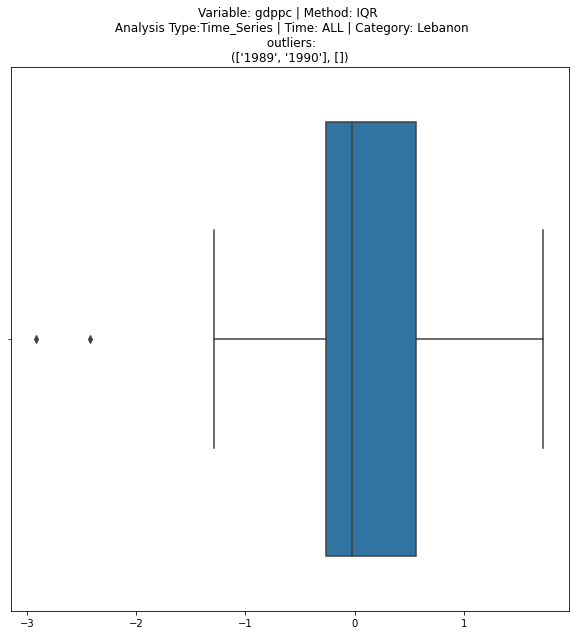 Variable: gdppc | Method: IQR
Analysis Type:Time_Series | Time: ALL | Category: Lebanon
outliers:
(['1989', '1990'], [])
−3 −2 −1 0 1